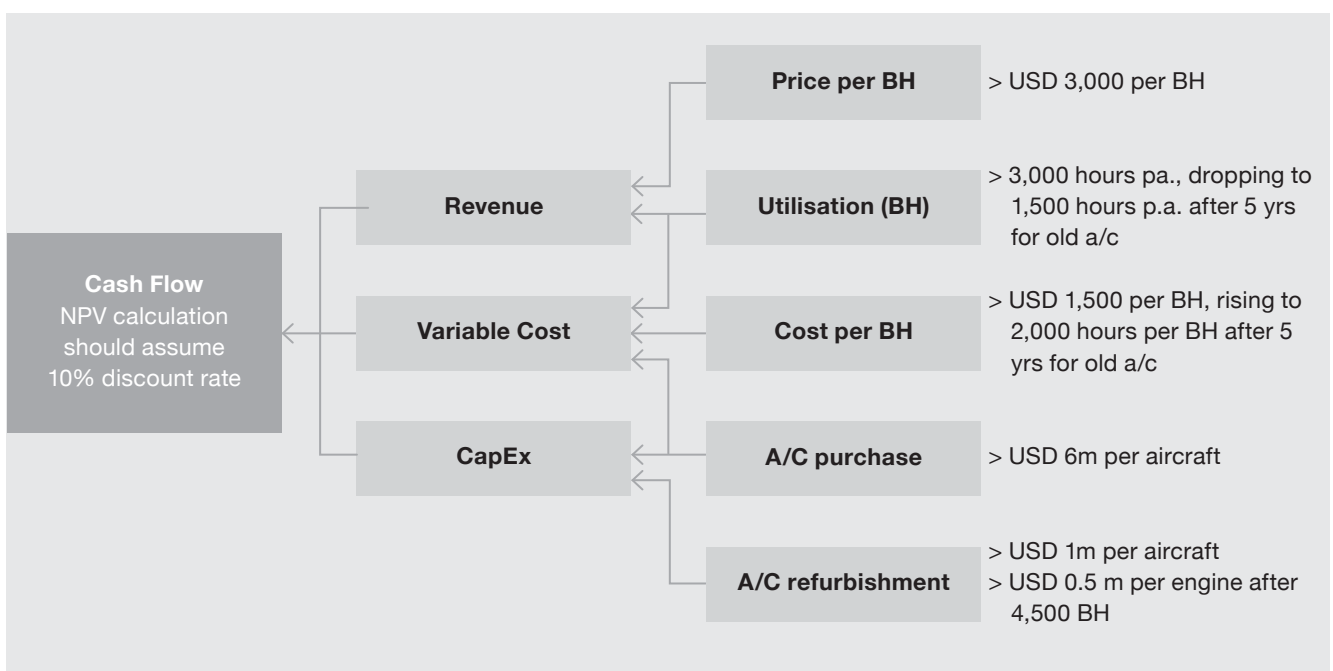 Cash Flow
NPV calculation
should assume
10% discount rate
Revenue
Variable Cost
CapEx
Price per BH
> USD 3,000 per BH
Utilisation (BH)
> 3,000 hours pa., dropping to
1,500 hours p.a. after 5 yrs
for old a/c
Cost per BH
> USD 1,500 per BH, rising to
2,000 hours per BH after 5
yrs for old a/c
A/C purchase
> USD 6m per aircraft
A/C refurbishment
> USD 1m per aircraft
> USD 0.5 m per engine after
4,500 BH